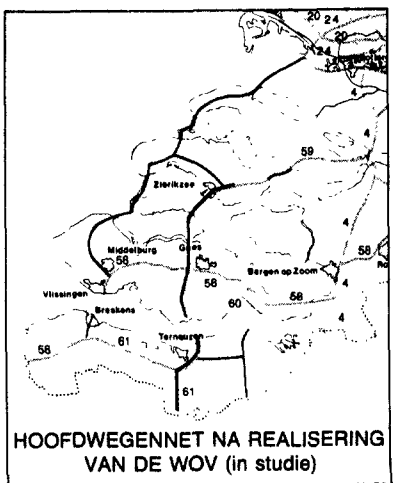 20
24
20
24
4
59
4
Zierikzee
4
Middelburg
Goes
58
58
58
Bergen op Zoom
Vlissingen
60
58
4
Breskens
4
58
61
Terneuzen
61
HOOFDWEGENNET NA REALISERING
VAN DE WOV (in studie)